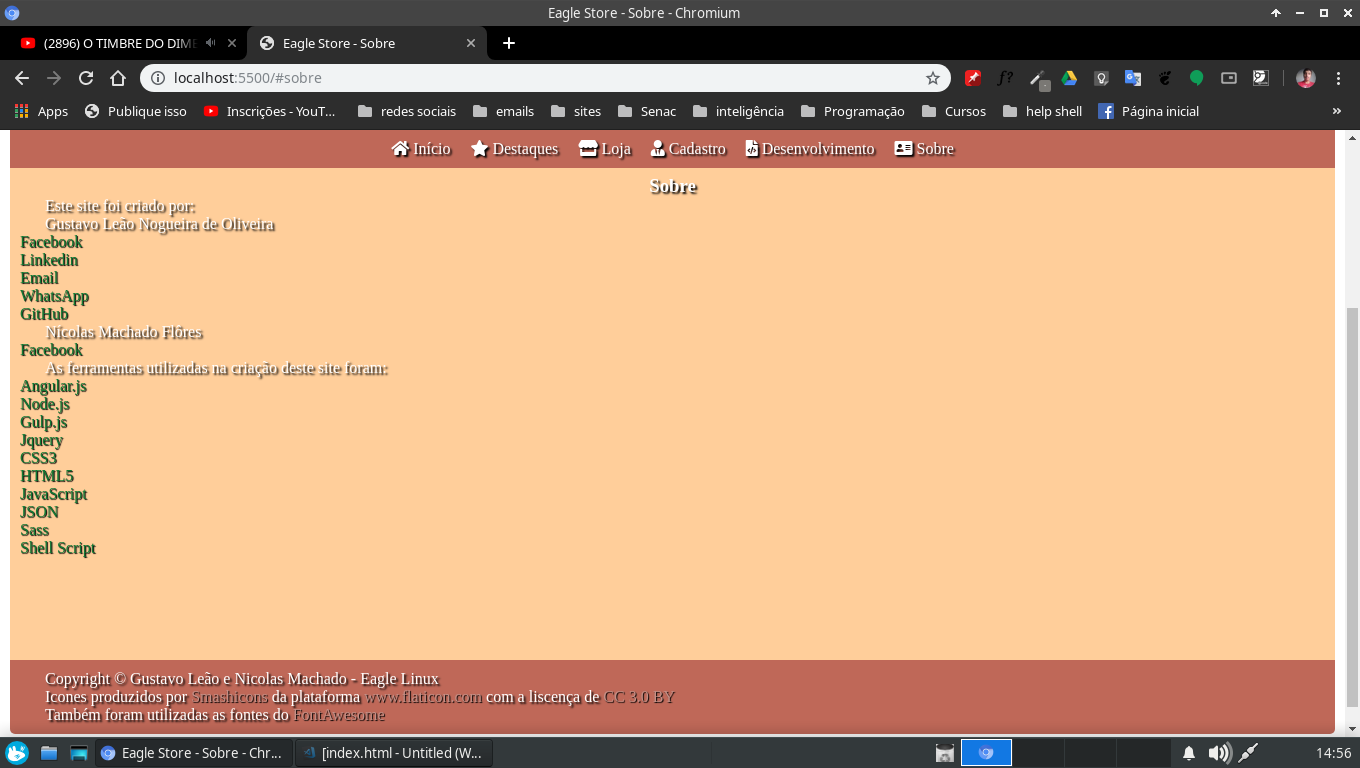 Eagle Store - Sobre - Chromium
(2896) O TIMBRE DO DIME
Eagle Store - Sobre
localhost:5500/#sobre
Apps Publique isso Inscrições - YouT... redes sociais emails sites Senac inteligência Programação Cursos help shell Página inicial »
Início Destaques Loja Cadastro Desenvolvimento Sobre
Sobre
Este site foi criado por:
Gustavo Leão Nogueira de Oliveira
Facebook
Linkedin
Email
WhatsApp
GitHub
Nícolas Machado Flôres
Facebook
As ferramentas utilizadas na criação deste site foram:
Angular.js
Node.js
Gulp.js
Jquery
CSS3
HTML5
JavaScript
JSON
Sass
Shell Script
Copyright © Gustavo Leão e Nicolas Machado - Eagle Linux
Icones produzidos por Smashicons da plataforma www.flaticon.com com a liscença de CC 3.0 BY
Também foram utilizadas as fontes do FontAwesome
Eagle Store - Sobre - Chr... [index.html - Untitled (W... 14:56